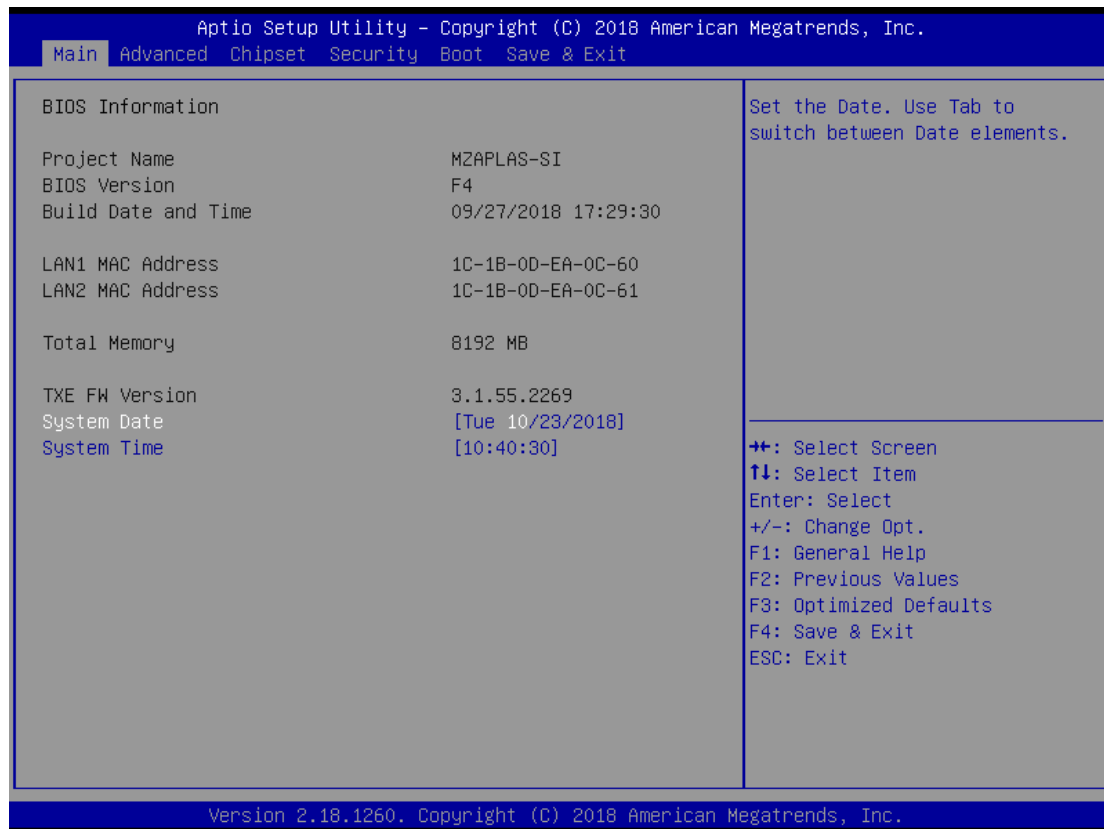 Aptio Setup Utility – Copyright (C) 2018 American Megatrends, Inc.
Main Advanced Chipset Security Boot Save & Exit
BIOS Information
Project Name MZAPLAS-SI
BIOS Version F4
Build Date and Time 09/27/2018 17:29:30
LAN1 MAC Address 1C-1B-0D-EA-0C-60
LAN2 MAC Address 1C-1B-0D-EA-0C-61
Total Memory 8192 MB
TXE FW Version 3.1.55.2269
System Date [Tue 10/23/2018]
System Time [10:40:30]
Set the Date. Use Tab to
switch between Date elements.
→←: Select Screen
↑↓: Select Item
Enter: Select
+/-: Change Opt.
F1: General Help
F2: Previous Values
F3: Optimized Defaults
F4: Save & Exit
ESC: Exit
Version 2.18.1260. Copyright (C) 2018 American Megatrends, Inc.